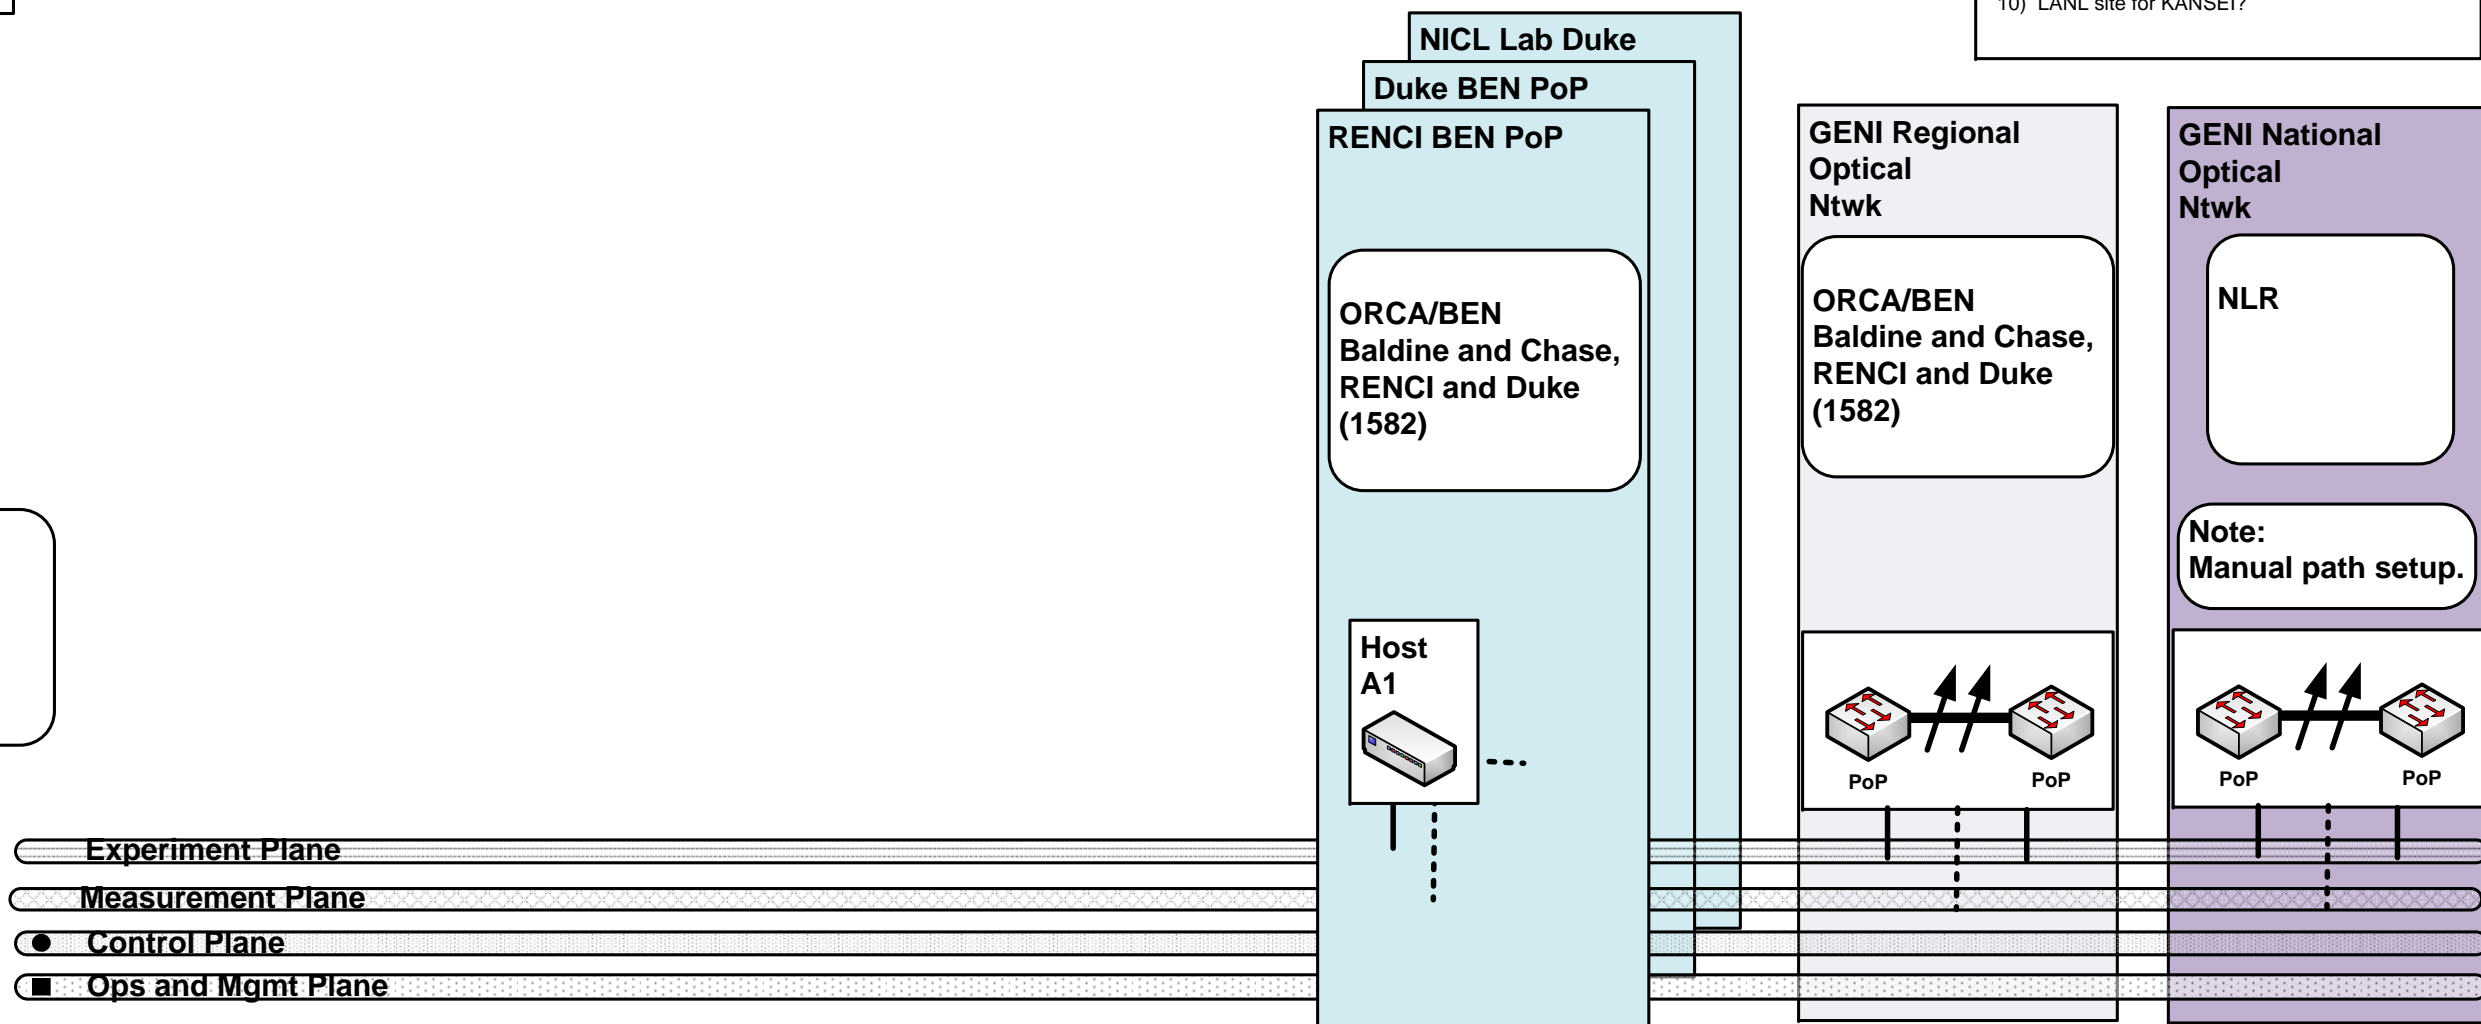 10) LANL site for KANSEI?
NICL Lab Duke
Duke BEN PoP
RENCI BEN PoP
ORCA/BEN
Baldine and Chase,
RENCI and Duke
(1582)
Host
A1
GENI Regional
Optical
Ntwk
ORCA/BEN
Baldine and Chase,
RENCI and Duke
(1582)
PoP
PoP
GENI National
Optical
Ntwk
NLR
Note:
Manual path setup.
PoP
PoP
Experiment Plane
Measurement Plane
Control Plane
Ops and Mgmt Plane